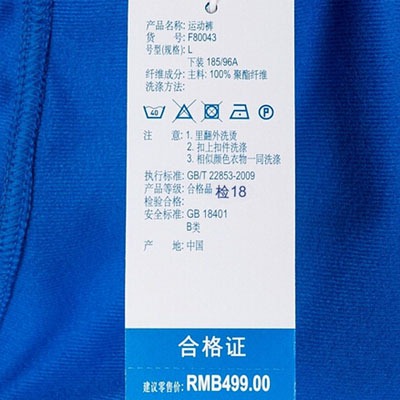 产品名称: 运动裤
货 号: F80043
号型(规格): L
下装 185/96A
纤维成分: 主料: 100% 聚酯纤维
洗涤方法:
40 P
注 意: 1. 里翻外洗烫
2. 扣上扣件洗涤
3. 相似颜色衣物一同洗涤
执行标准: GB/T 22853-2009
产品等级: 合格品
检验合格: 检18
安全标准: GB 18401
B类
产 地: 中国
合格证
建议零售价: RMB499.00